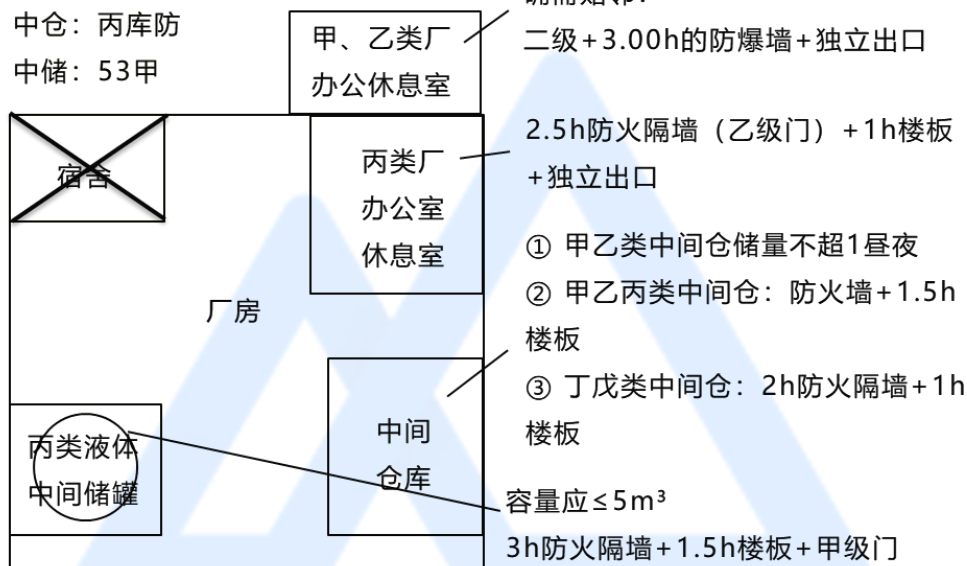 中仓：丙库防
中储：53甲
甲、乙类厂
办公休息室
二级+3.00h的防爆墙+独立出口
宿舍
丙类厂
办公室
休息室
2.5h防火隔墙（乙级门）+1h楼板
+独立出口
厂房
① 甲乙类中间仓储量不超1昼夜
② 甲乙丙类中间仓：防火墙+1.5h
楼板
③ 丁戊类中间仓：2h防火隔墙+1h
楼板
中间
仓库
丙类液体
中间储罐
容量应≤5m³
3h防火隔墙+1.5h楼板+甲级门